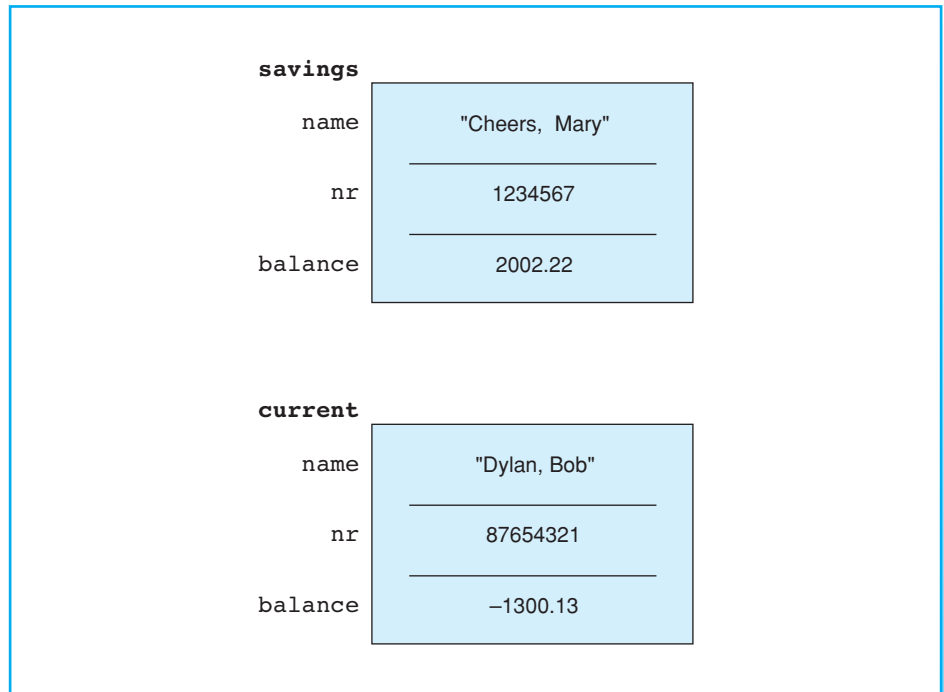 savings
name "Cheers, Mary"
nr 1234567
balance 2002.22
current
name "Dylan, Bob"
nr 87654321
balance –1300.13